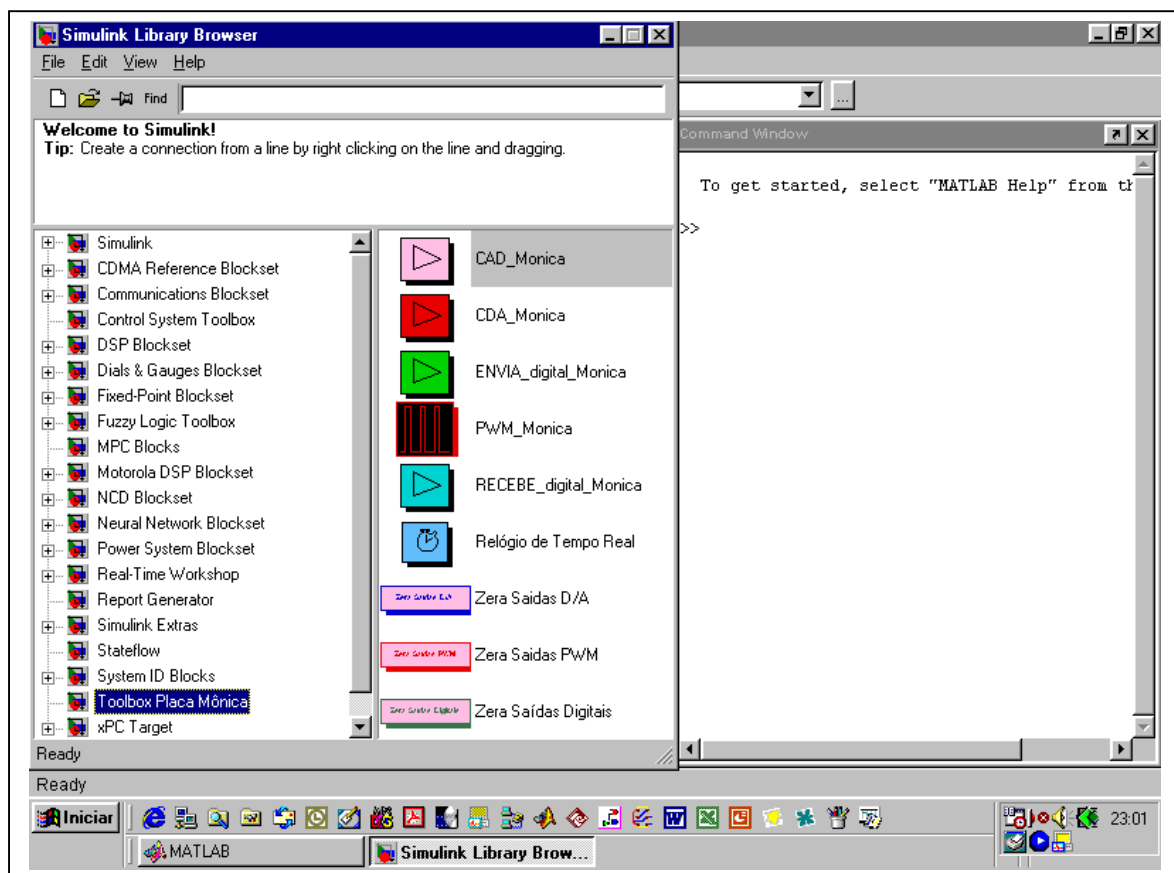 Simulink Library Browser
File Edit View Help
Find
Welcome to Simulink!
Tip: Create a connection from a line by right clicking on the line and dragging.
Simulink
CDMA Reference Blockset
Communications Blockset
Control System Toolbox
DSP Blockset
Dials & Gauges Blockset
Fixed-Point Blockset
Fuzzy Logic Toolbox
MPC Blocks
Motorola DSP Blockset
NCD Blockset
Neural Network Blockset
Power System Blockset
Real-Time Workshop
Report Generator
Simulink Extras
Stateflow
System ID Blocks
Toolbox Placa Mônica
xPC Target
CAD_Monica
CDA_Monica
ENVIA_digital_Monica
PWM_Monica
RECEBE_digital_Monica
Relógio de Tempo Real
Zera Saidas D/A
Zera Saidas PWM
Zera Saídas Digitais
Ready
...
Command Window
To get started, select "MATLAB Help" from th
>>
Ready
Iniciar
23:01
MATLAB
Simulink Library Brow...